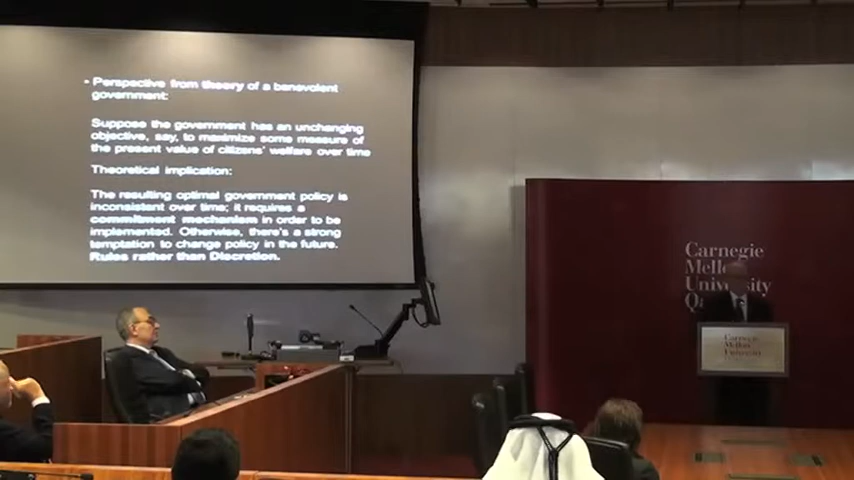 - Perspective from theory of a benevolent
government:
Suppose the government has an unchanging
objective, say, to maximize some measure of
the present value of citizens' welfare over time
Theoretical implication:
The resulting optimal government policy is
inconsistent over time; it requires a
commitment mechanism in order to be
implemented. Otherwise, there's a strong
temptation to change policy in the future.
Rules rather than Discretion.
Carnegie
Mellon
University
Carnegie
Mellon